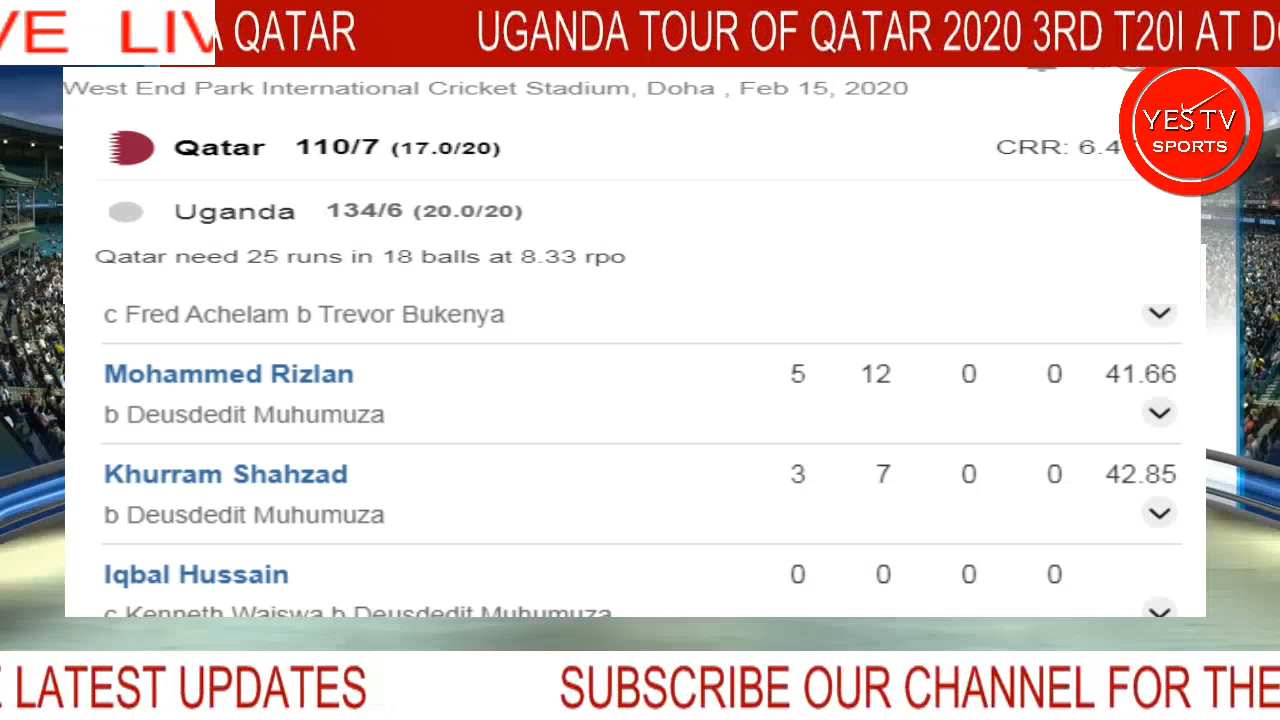 VE LIV
QATAR UGANDA TOUR OF QATAR 2020 3RD T20I AT D
West End Park International Cricket Stadium, Doha , Feb 15, 2020
YES TV
SPORTS
Qatar 110/7 (17.0/20) CRR: 6.4
Uganda 134/6 (20.0/20)
Qatar need 25 runs in 18 balls at 8.33 rpo
c Fred Achelam b Trevor Bukenya
Mohammed Rizlan 5 12 0 0 41.66
b Deusdedit Muhumuza
Khurram Shahzad 3 7 0 0 42.85
b Deusdedit Muhumuza
Iqbal Hussain 0 0 0 0
c Kenneth Waiswa b Deusdedit Muhumuza
LATEST UPDATES SUBSCRIBE OUR CHANNEL FOR THE